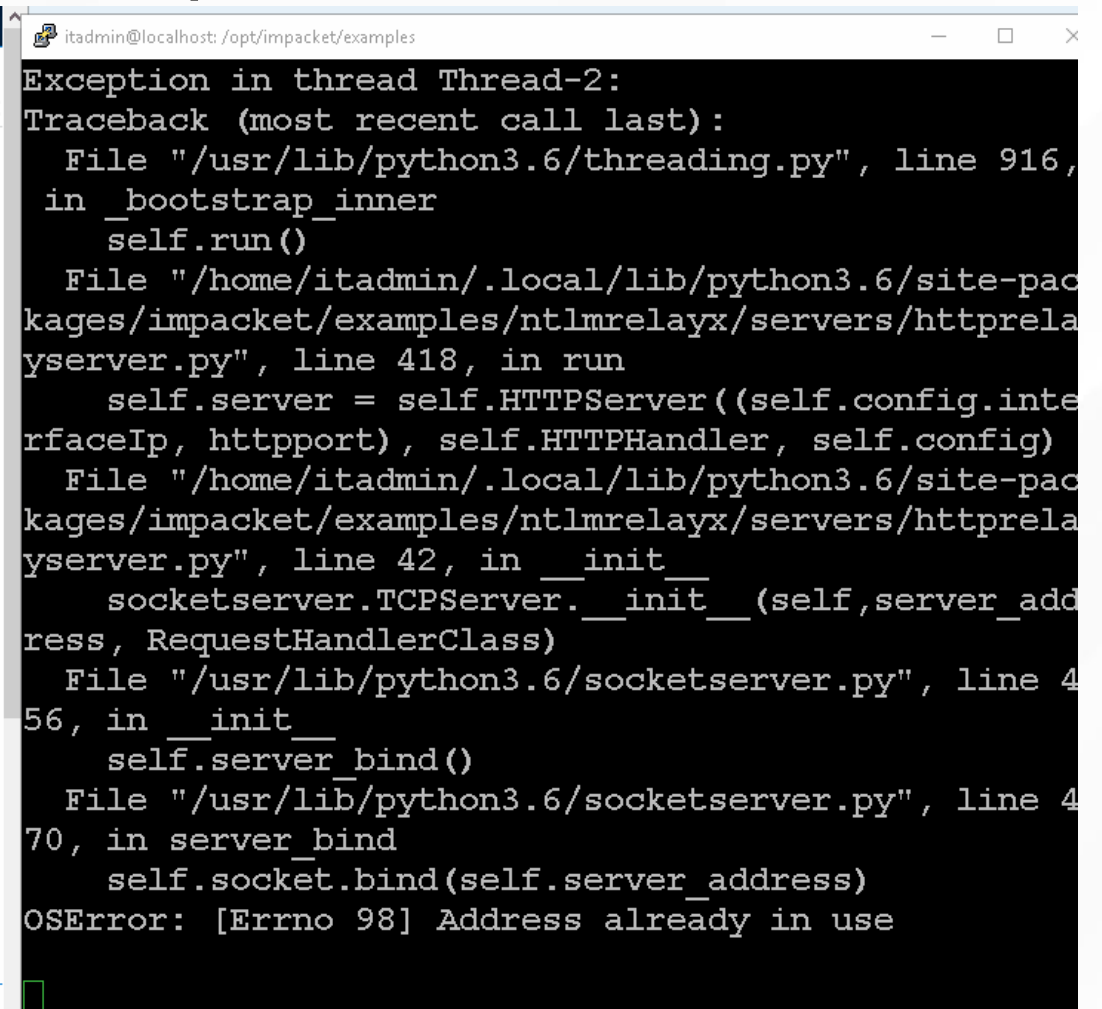 itadmin@localhost: /opt/impacket/examples
Exception in thread Thread-2:
Traceback (most recent call last):
  File "/usr/lib/python3.6/threading.py", line 916,
 in _bootstrap_inner
    self.run()
  File "/home/itadmin/.local/lib/python3.6/site-pac
kages/impacket/examples/ntlmrelayx/servers/httprela
yserver.py", line 418, in run
    self.server = self.HTTPServer((self.config.inte
rfaceIp, httpport), self.HTTPHandler, self.config)
  File "/home/itadmin/.local/lib/python3.6/site-pac
kages/impacket/examples/ntlmrelayx/servers/httprela
yserver.py", line 42, in __init__
    socketserver.TCPServer.__init__(self,server_add
ress, RequestHandlerClass)
  File "/usr/lib/python3.6/socketserver.py", line 4
56, in __init__
    self.server_bind()
  File "/usr/lib/python3.6/socketserver.py", line 4
70, in server_bind
    self.socket.bind(self.server_address)
OSError: [Errno 98] Address already in use